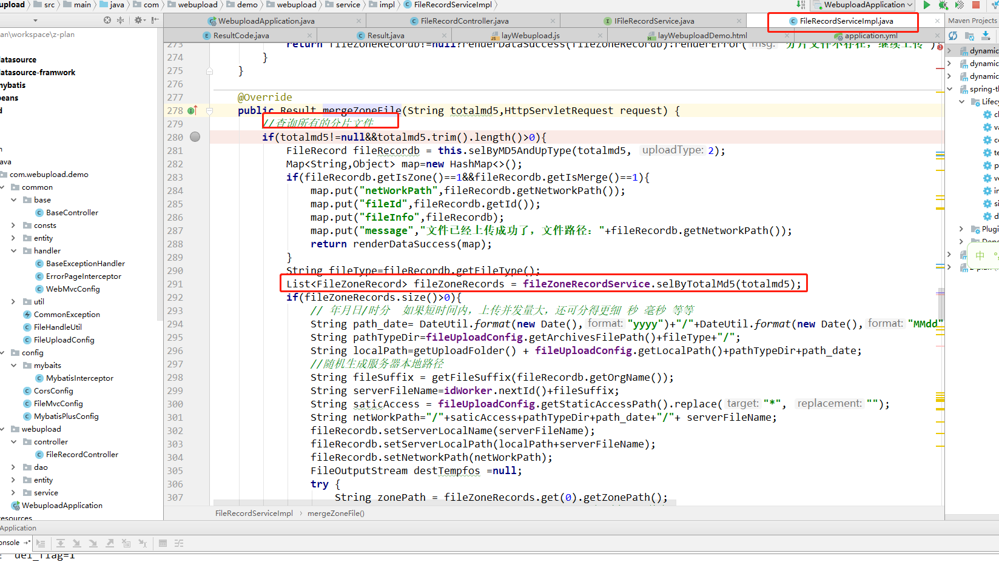 upload › src › main › java › com › webupload › demo › webupload › service › impl › FileRecordServiceImpl
WebuploadApplication
WebuploadApplication.java FileRecordController.java IFileRecordService.java FileRecordServiceImpl.java Maven Projects
ResultCode.java Result.java layWebupload.js layWebuploadDemo.html application.yml
an\workspace\z-plan
atasource
atasource-framwork
ybatis
eans
d
n
ava
com.webupload.demo
common
base
BaseController
consts
entity
handler
BaseExceptionHandler
ErrorPageInterceptor
WebMvcConfig
util
CommonException
FileHandleUtil
FileUploadConfig
config
mybaits
MybatisInterceptor
CorsConfig
FileMvcConfig
MybatisPlusConfig
webupload
controller
FileRecordController
dao
entity
service
WebuploadApplication
resources
273 return fileZoneRecord!=null?renderDataSuccess(fileZoneRecord):renderError( msg: "分片文件不存在，继续上传");
274 }
275 }
276
277 @Override
278 public Result mergeZoneFile(String totalmd5,HttpServletRequest request) {
279 //查询所有的分片文件
280 if(totalmd5!=null&&totalmd5.trim().length()>0){
281 FileRecord fileRecordb = this.selByMD5AndUpType(totalmd5, uploadType: 2);
282 Map<String,Object> map=new HashMap<>();
283 if(fileRecordb.getIsZone()==1&&fileRecordb.getIsMerge()==1){
284 map.put("netWorkPath",fileRecordb.getNetworkPath());
285 map.put("fileId",fileRecordb.getId());
286 map.put("fileInfo",fileRecordb);
287 map.put("message","文件已经上传成功了，文件路径："+fileRecordb.getNetworkPath());
288 return renderDataSuccess(map);
289 }
290 String fileType=fileRecordb.getFileType();
291 List<FileZoneRecord> fileZoneRecords = fileZoneRecordService.selByTotalMd5(totalmd5);
292 if(fileZoneRecords.size()>0){
293 // 年月日/时分 如果短时间内，上传并发量大，还可分得更细 秒 毫秒 等等
294 String path_date= DateUtil.format(new Date(), format: "yyyy")+"/"+DateUtil.format(new Date(), format: "MMdd"
295 String pathTypeDir=fileUploadConfig.getArchivesFilePath()+fileType+"/";
296 String localPath=getUploadFolder() + fileUploadConfig.getLocalPath()+pathTypeDir+path_date;
297 //随机生成服务器本地路径
298 String fileSuffix = getFileSuffix(fileRecordb.getOrgName());
299 String serverFileName=idWorker.nextId()+fileSuffix;
300 String saticAccess = fileUploadConfig.getStaticAccessPath().replace( target: "*", replacement: "");
301 String netWorkPath="/"+saticAccess+pathTypeDir+path_date+"/"+ serverFileName;
302 fileRecordb.setServerLocalName(serverFileName);
303 fileRecordb.setServerLocalPath(localPath+serverFileName);
304 fileRecordb.setNetworkPath(netWorkPath);
305 FileOutputStream destTempfos =null;
306 try {
307 String zonePath = fileZoneRecords.get(0).getZonePath();
FileRecordServiceImpl › mergeZoneFile()
dynamic
dynamic
dynamic
spring-t
Lifecy
cl
va
co
te
p
ve
in
si
d
Plugi
Depe
中
Application
onsole
del_flag=1